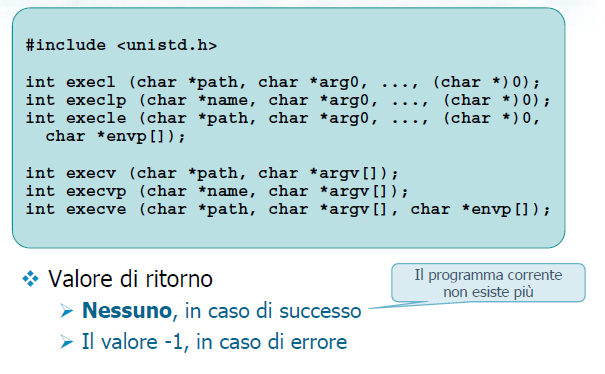 #include <unistd.h>
int execl (char *path, char *arg0, ..., (char *)0);
int execlp (char *name, char *arg0, ..., (char *)0);
int execle (char *path, char *arg0, ..., (char *)0,
char *envp[]);
int execv (char *path, char *argv[]);
int execvp (char *name, char *argv[]);
int execve (char *path, char *argv[], char *envp[]);
Valore di ritorno
Il programma corrente
non esiste più
Nessuno, in caso di successo
Il valore -1, in caso di errore